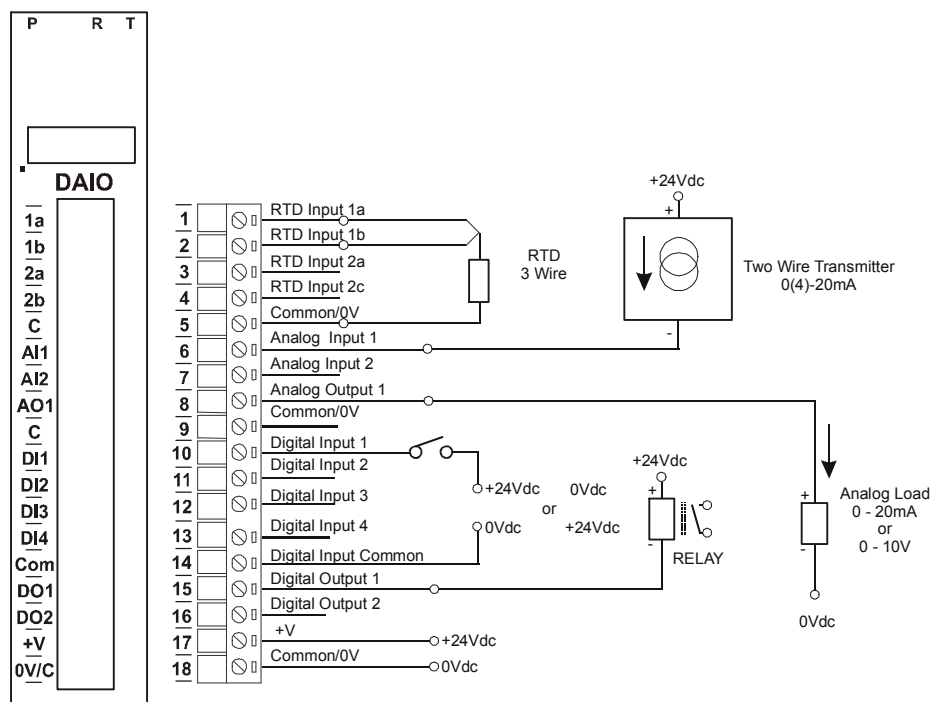 P R T
DAIO
1a
1b
2a
2b
C
AI1
AI2
AO1
C
DI1
DI2
DI3
DI4
Com
DO1
DO2
+V
0V/C
1 RTD Input 1a
2 RTD Input 1b
3 RTD Input 2a
4 RTD Input 2c
5 Common/0V
6 Analog Input 1
7 Analog Input 2
8 Analog Output 1
9 Common/0V
10 Digital Input 1
11 Digital Input 2
12 Digital Input 3
13 Digital Input 4
14 Digital Input Common
15 Digital Output 1
16 Digital Output 2
17 +V
18 Common/0V
RTD
3 Wire
+24Vdc
+
-
Two Wire Transmitter
0(4)-20mA
+24Vdc 0Vdc
or
0Vdc +24Vdc
+24Vdc
+
-
RELAY
+
-
Analog Load
0 - 20mA
or
0 - 10V
0Vdc
+24Vdc
0Vdc